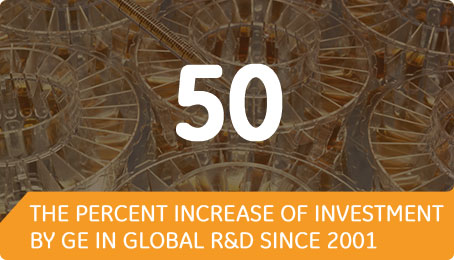 50
THE PERCENT INCREASE OF INVESTMENT
BY GE IN GLOBAL R&D SINCE 2001